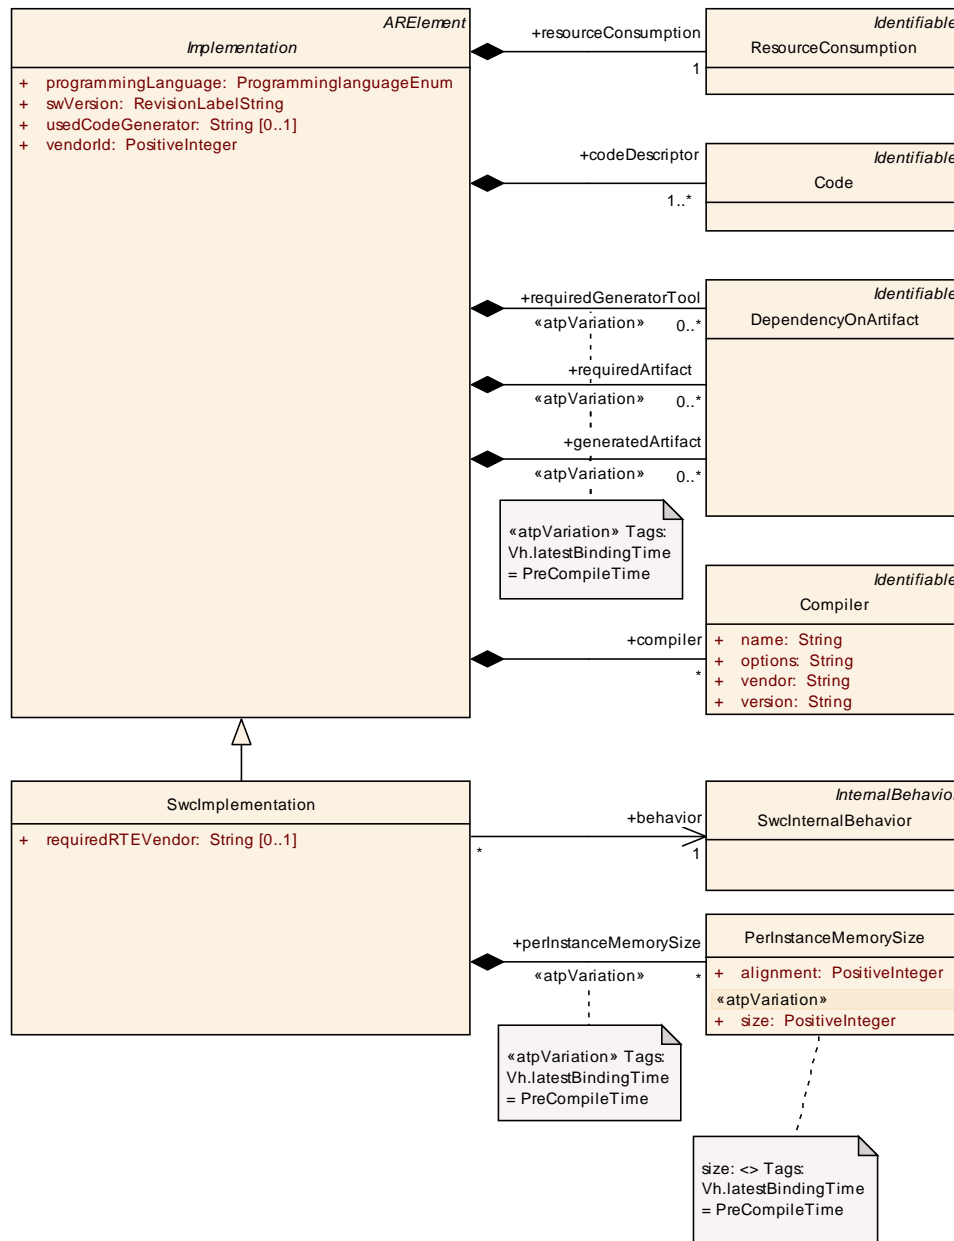 ARElement
Implementation
+ programmingLanguage: ProgramminglanguageEnum
+ swVersion: RevisionLabelString
+ usedCodeGenerator: String [0..1]
+ vendorId: PositiveInteger
+resourceConsumption
1
Identifiable
ResourceConsumption
+codeDescriptor
1..*
Identifiable
Code
+requiredGeneratorTool
«atpVariation» 0..*
+requiredArtifact
«atpVariation» 0..*
+generatedArtifact
«atpVariation» 0..*
Identifiable
DependencyOnArtifact
«atpVariation» Tags:
Vh.latestBindingTime
= PreCompileTime
+compiler
*
Identifiable
Compiler
+ name: String
+ options: String
+ vendor: String
+ version: String
SwcImplementation
+ requiredRTEVendor: String [0..1]
+behavior
* 1
InternalBehavior
SwcInternalBehavior
+perInstanceMemorySize
«atpVariation» *
PerInstanceMemorySize
+ alignment: PositiveInteger
«atpVariation»
+ size: PositiveInteger
«atpVariation» Tags:
Vh.latestBindingTime
= PreCompileTime
size: <> Tags:
Vh.latestBindingTime
= PreCompileTime